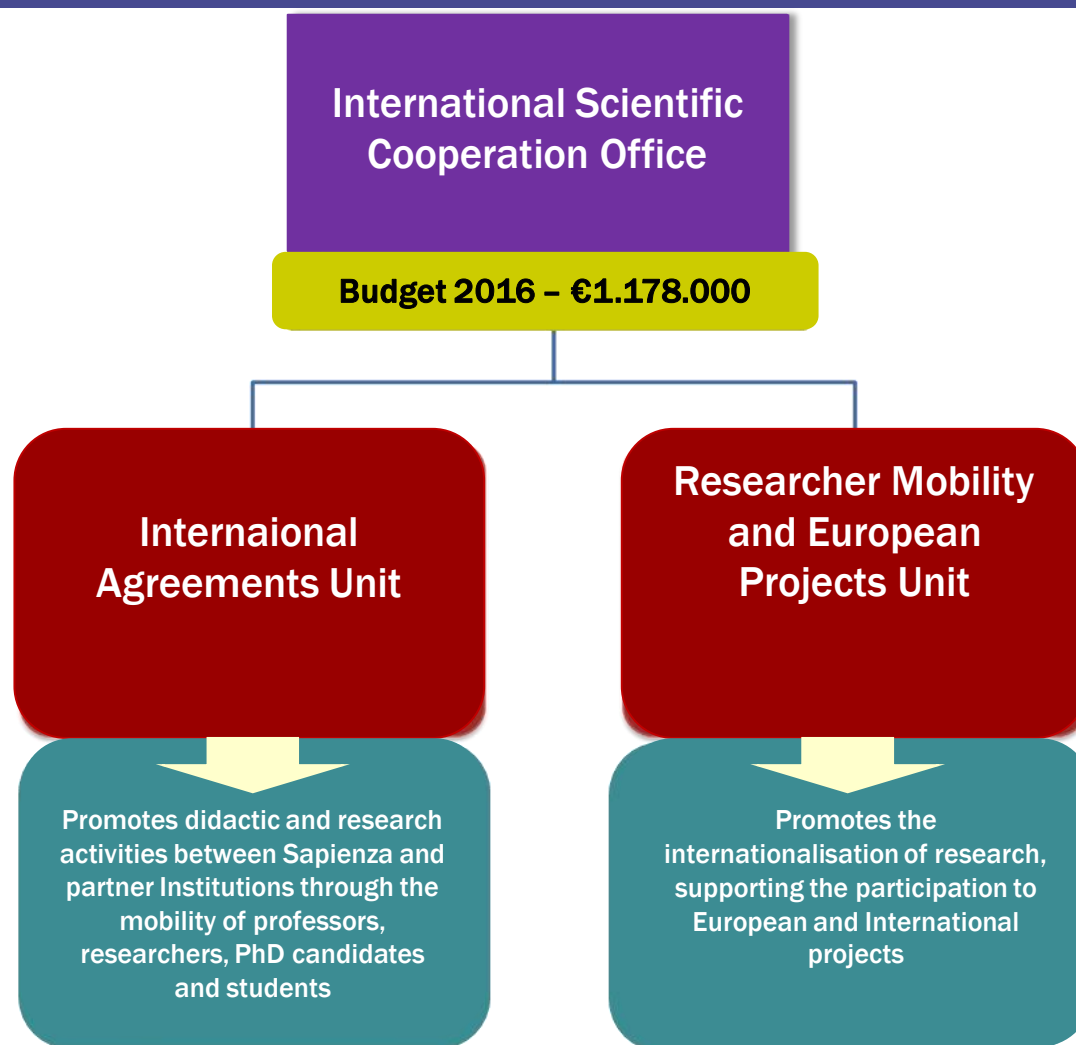 International Scientific
Cooperation Office
Budget 2016 – €1.178.000
Internaional
Agreements Unit
Researcher Mobility
and European
Projects Unit
Promotes didactic and research
activities between Sapienza and
partner Institutions through the
mobility of professors,
researchers, PhD candidates
and students
Promotes the
internationalisation of research,
supporting the participation to
European and International
projects